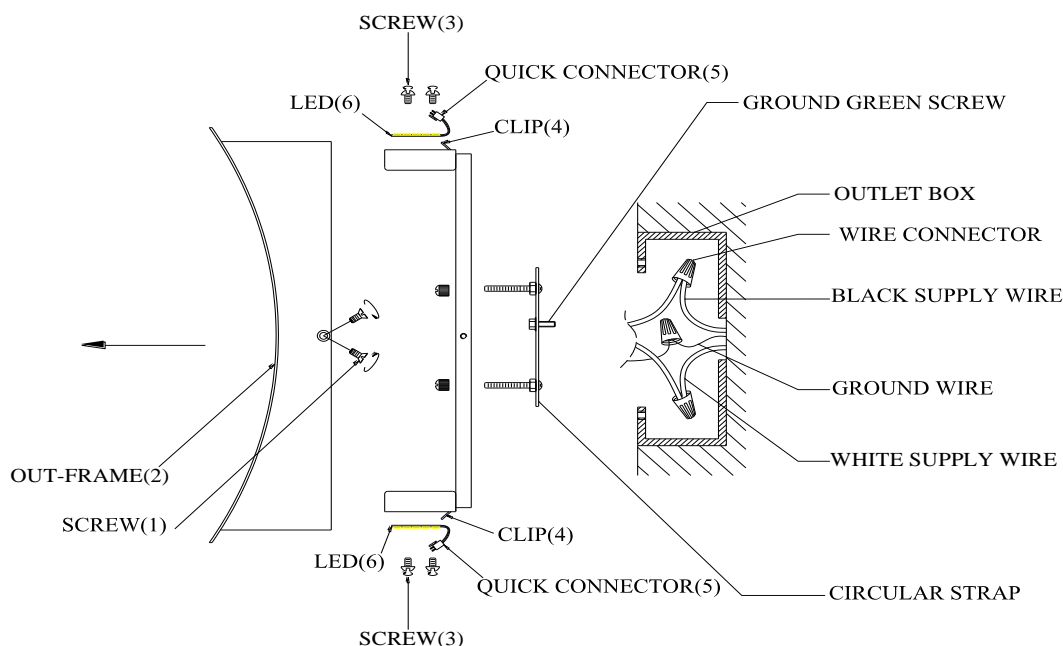 SCREW(3)
QUICK CONNECTOR(5)
LED(6)
GROUND GREEN SCREW
CLIP(4)
OUTLET BOX
WIRE CONNECTOR
BLACK SUPPLY WIRE
GROUND WIRE
WHITE SUPPLY WIRE
OUT-FRAME(2)
SCREW(1)
CLIP(4)
LED(6)
QUICK CONNECTOR(5)
CIRCULAR STRAP
SCREW(3)